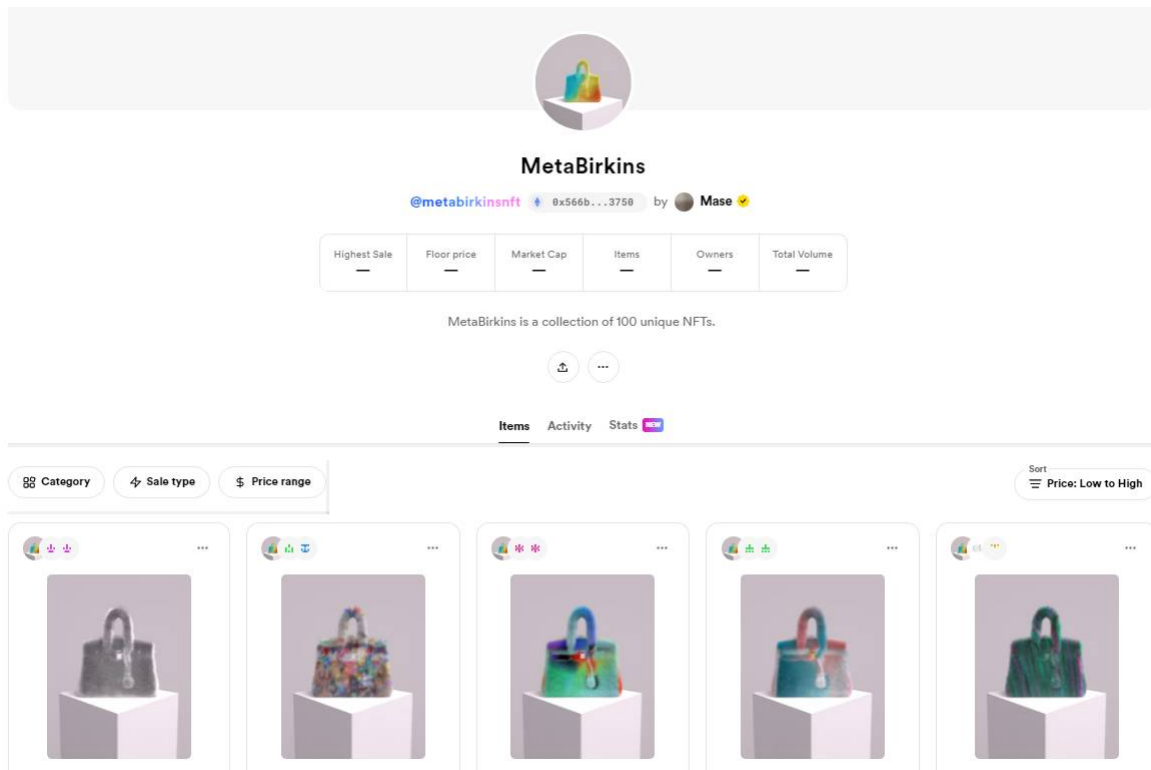 MetaBirkins
@metabirkinsnft 0x566b...3750 by Mase
Highest Sale Floor price Market Cap Items Owners Total Volume
— — — — — —
MetaBirkins is a collection of 100 unique NFTs.
Items Activity Stats NEW
Sort
Category Sale type $ Price range Price: Low to High